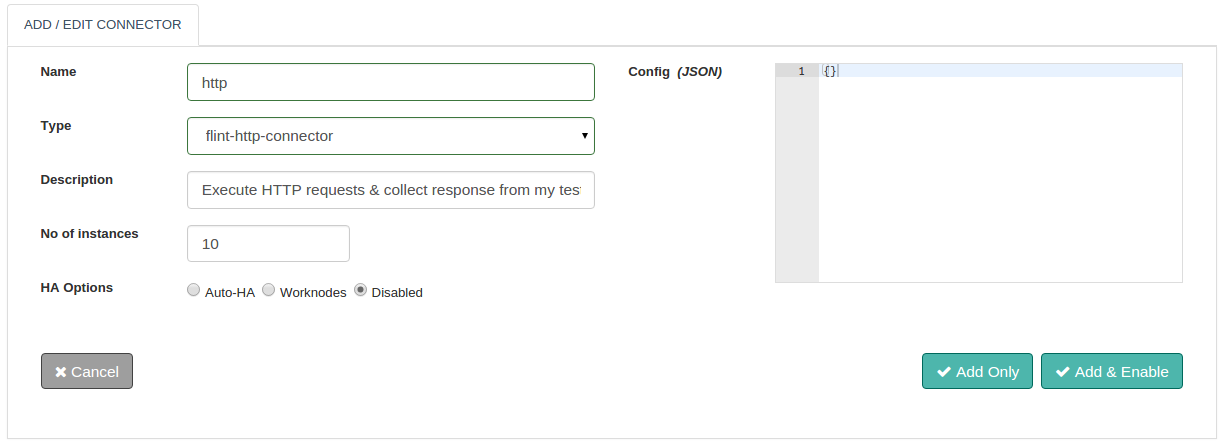 ADD / EDIT CONNECTOR
Name
http
Type
flint-http-connector
Description
Execute HTTP requests & collect response from my tes
No of instances
10
HA Options
Auto-HA Worknodes Disabled
Config (JSON)
1 {}
Cancel
Add Only
Add & Enable